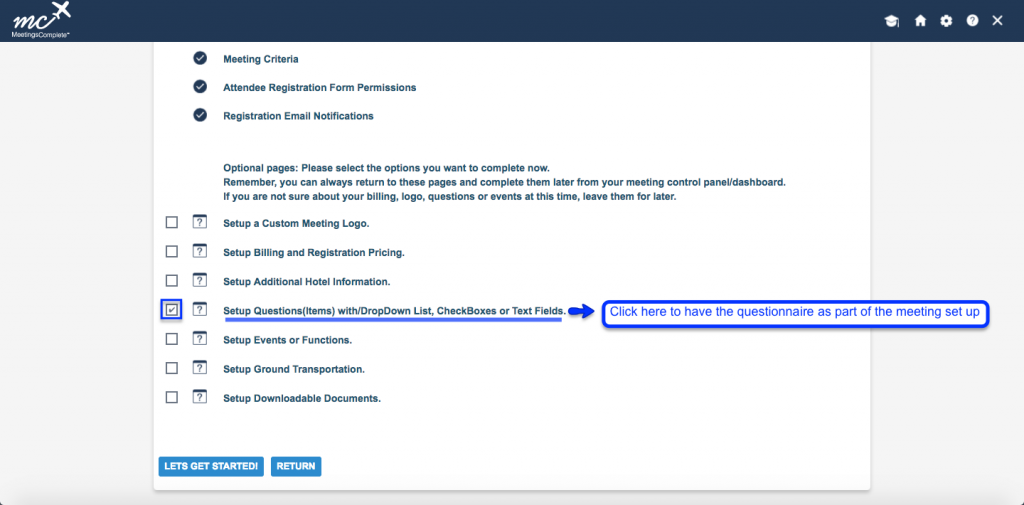 mc
MeetingsComplete®
Meeting Criteria
Attendee Registration Form Permissions
Registration Email Notifications
Optional pages: Please select the options you want to complete now.
Remember, you can always return to these pages and complete them later from your meeting control panel/dashboard.
If you are not sure about your billing, logo, questions or events at this time, leave them for later.
Setup a Custom Meeting Logo.
Setup Billing and Registration Pricing.
Setup Additional Hotel Information.
Setup Questions(Items) with/DropDown List, CheckBoxes or Text Fields.
Click here to have the questionnaire as part of the meeting set up
Setup Events or Functions.
Setup Ground Transportation.
Setup Downloadable Documents.
LETS GET STARTED!
RETURN